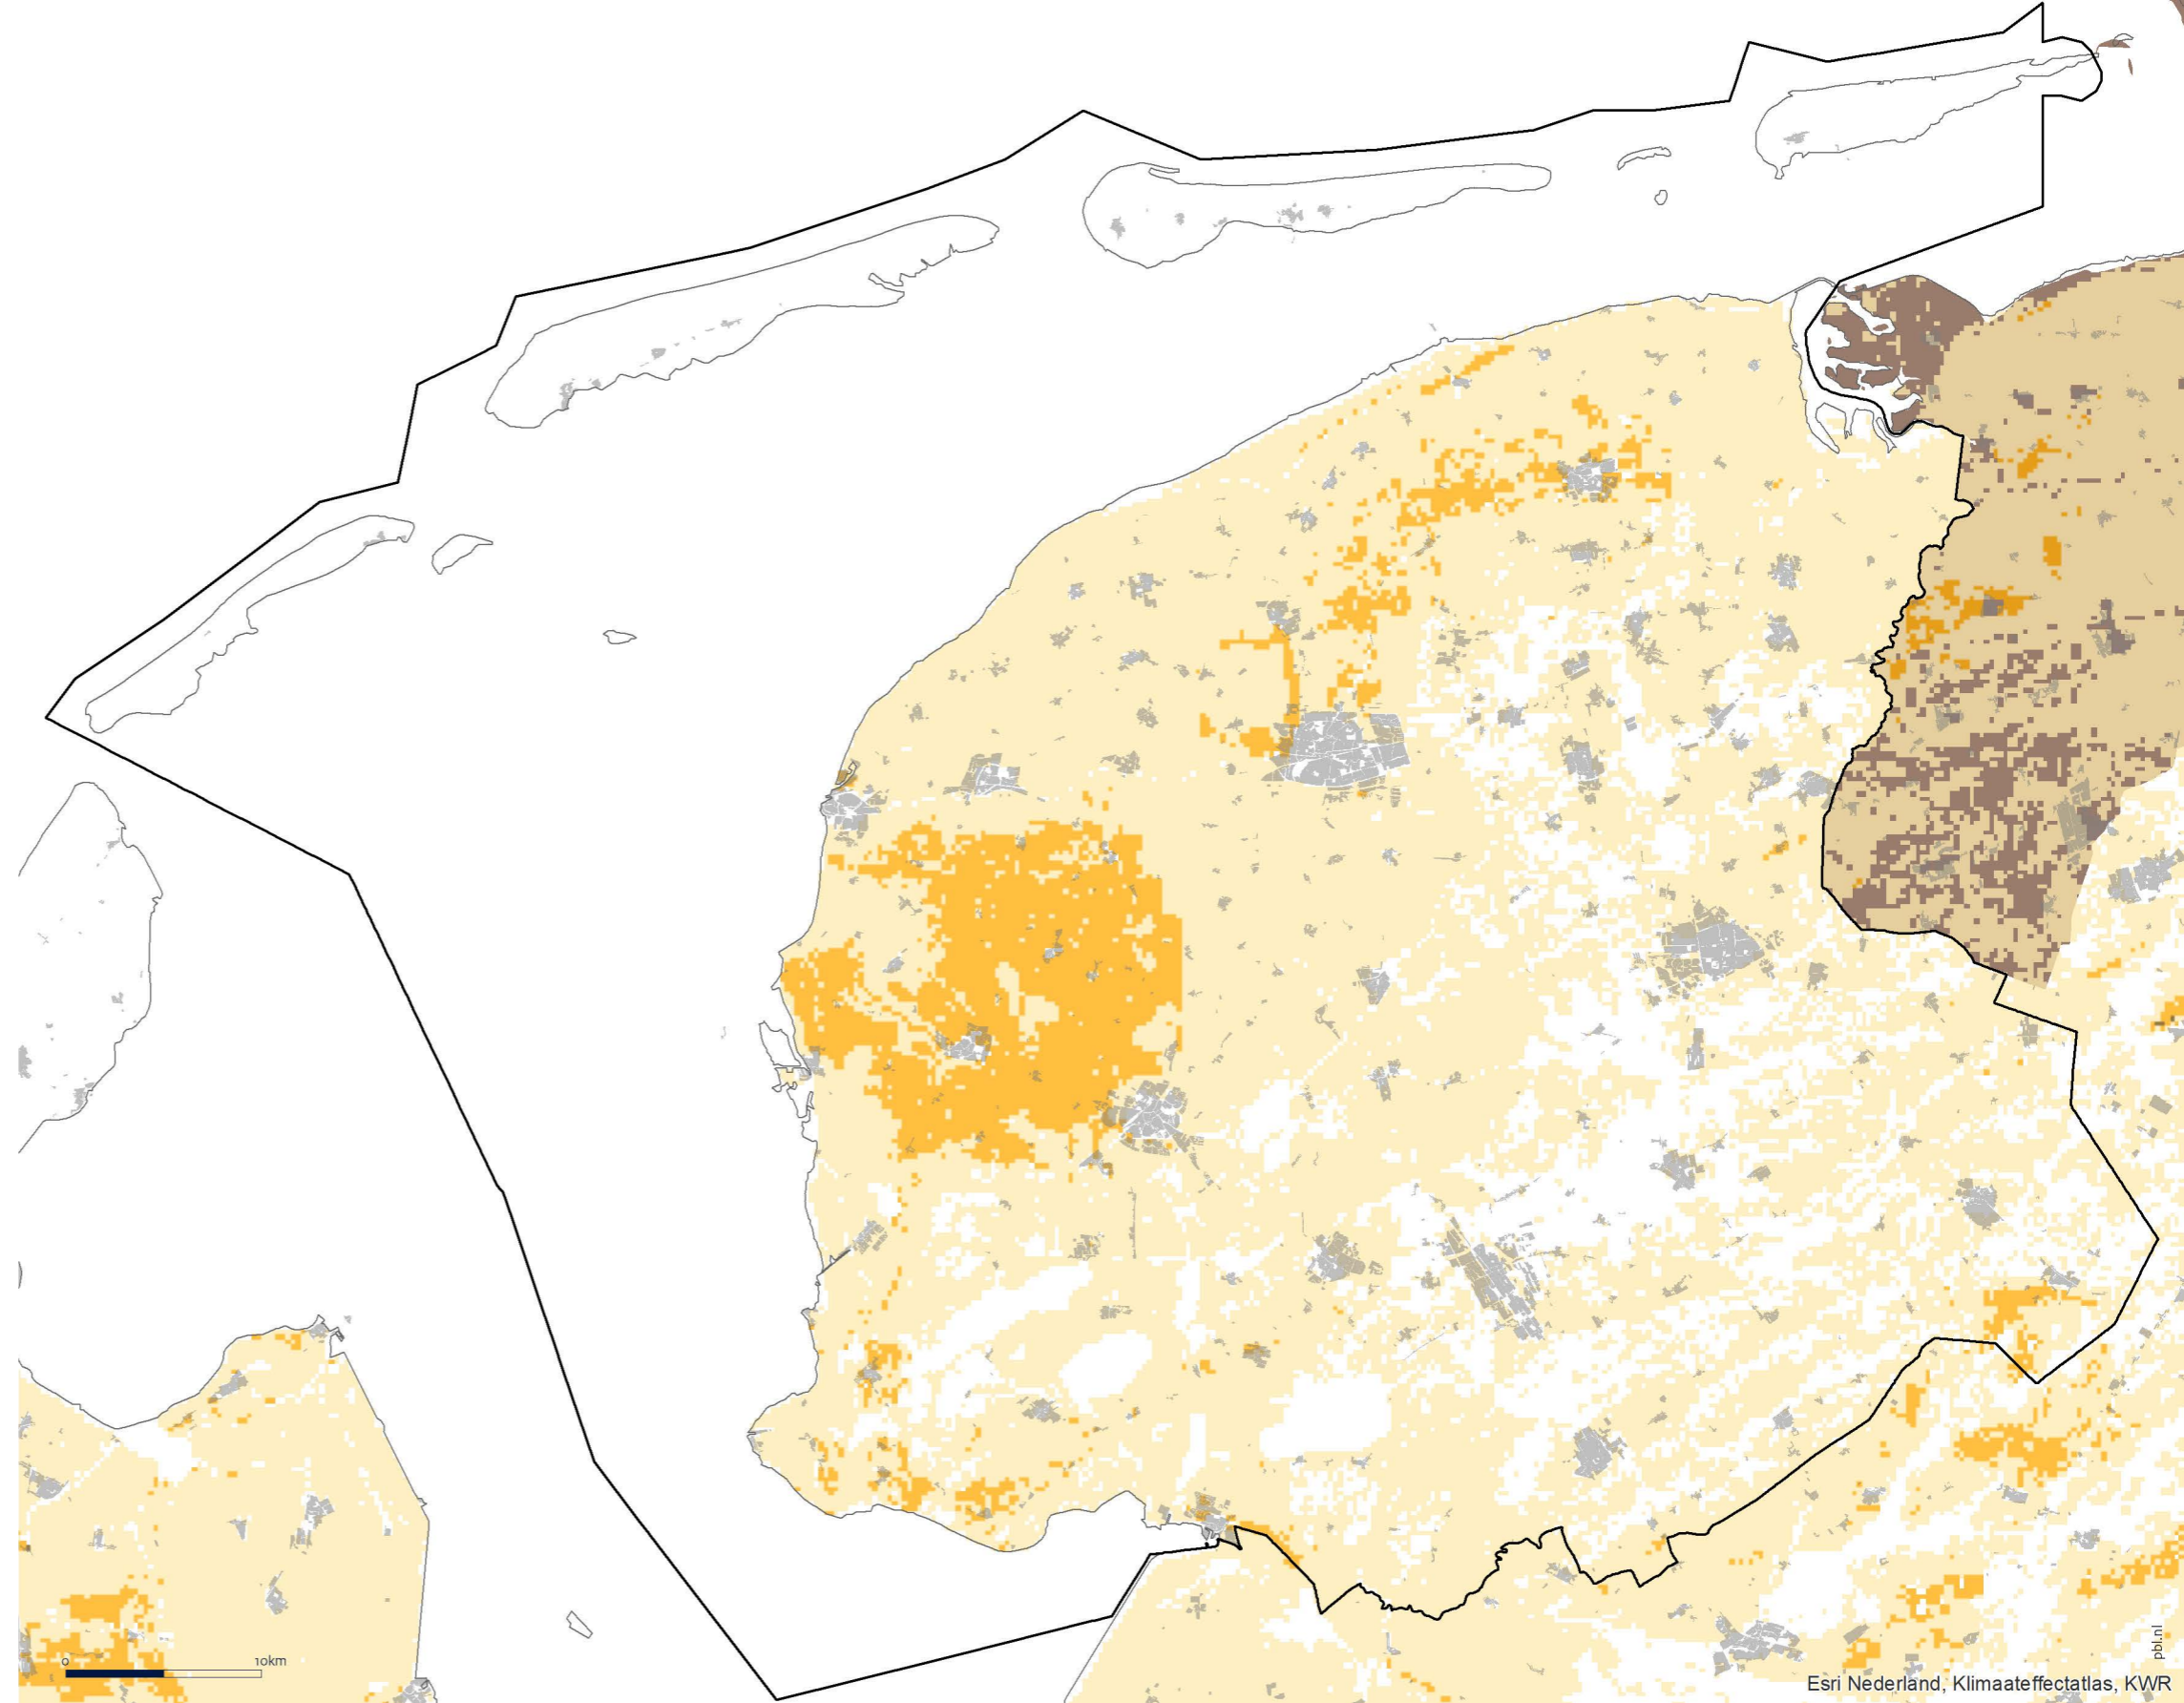 0 10km
pbl.nl
Esri Nederland, Klimaateffectatlas, KWR